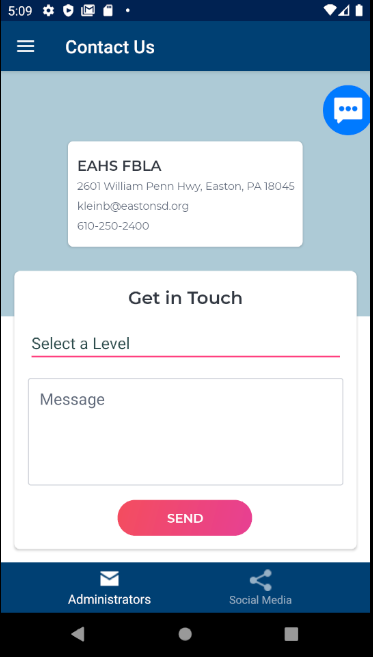 5:09
Contact Us
EAHS FBLA
2601 William Penn Hwy, Easton, PA 18045
kleinb@eastonsd.org
610-250-2400
Get in Touch
Select a Level
Message
SEND
Administrators
Social Media